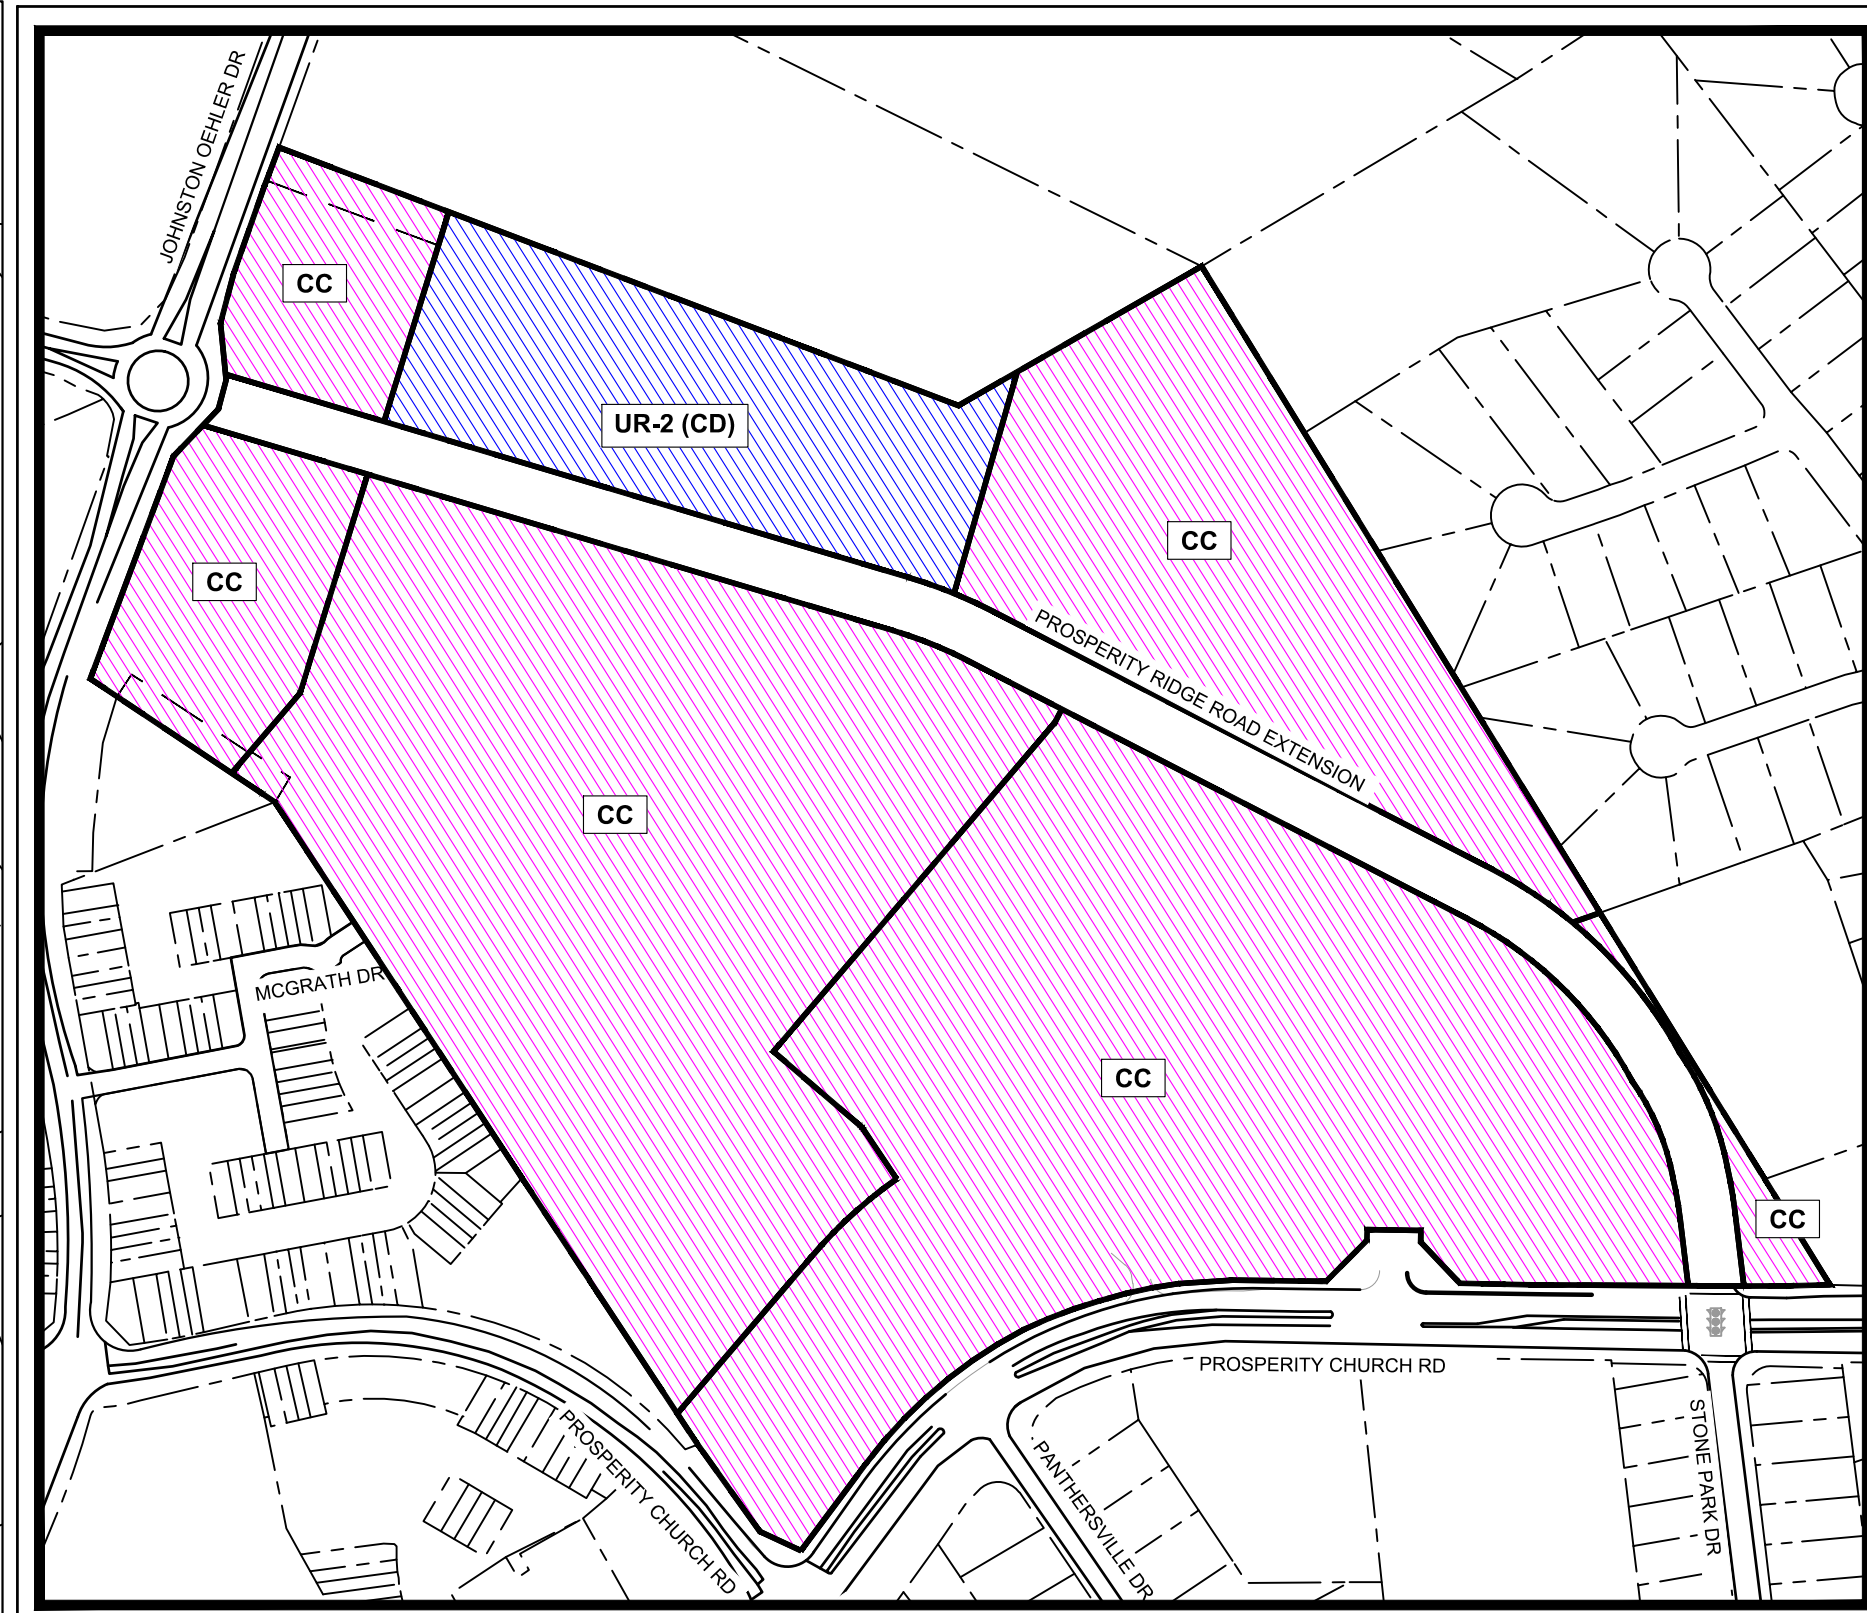 JOHNSTON OEHLER DR
CC
UR-2 (CD)
CC
CC
PROSPERITY RIDGE ROAD EXTENSION
CC
MCGRATH DR
CC
CC
PROSPERITY CHURCH RD
PROSPERITY CHURCH RD
PANTHERSVILLE DR
STONE PARK DR